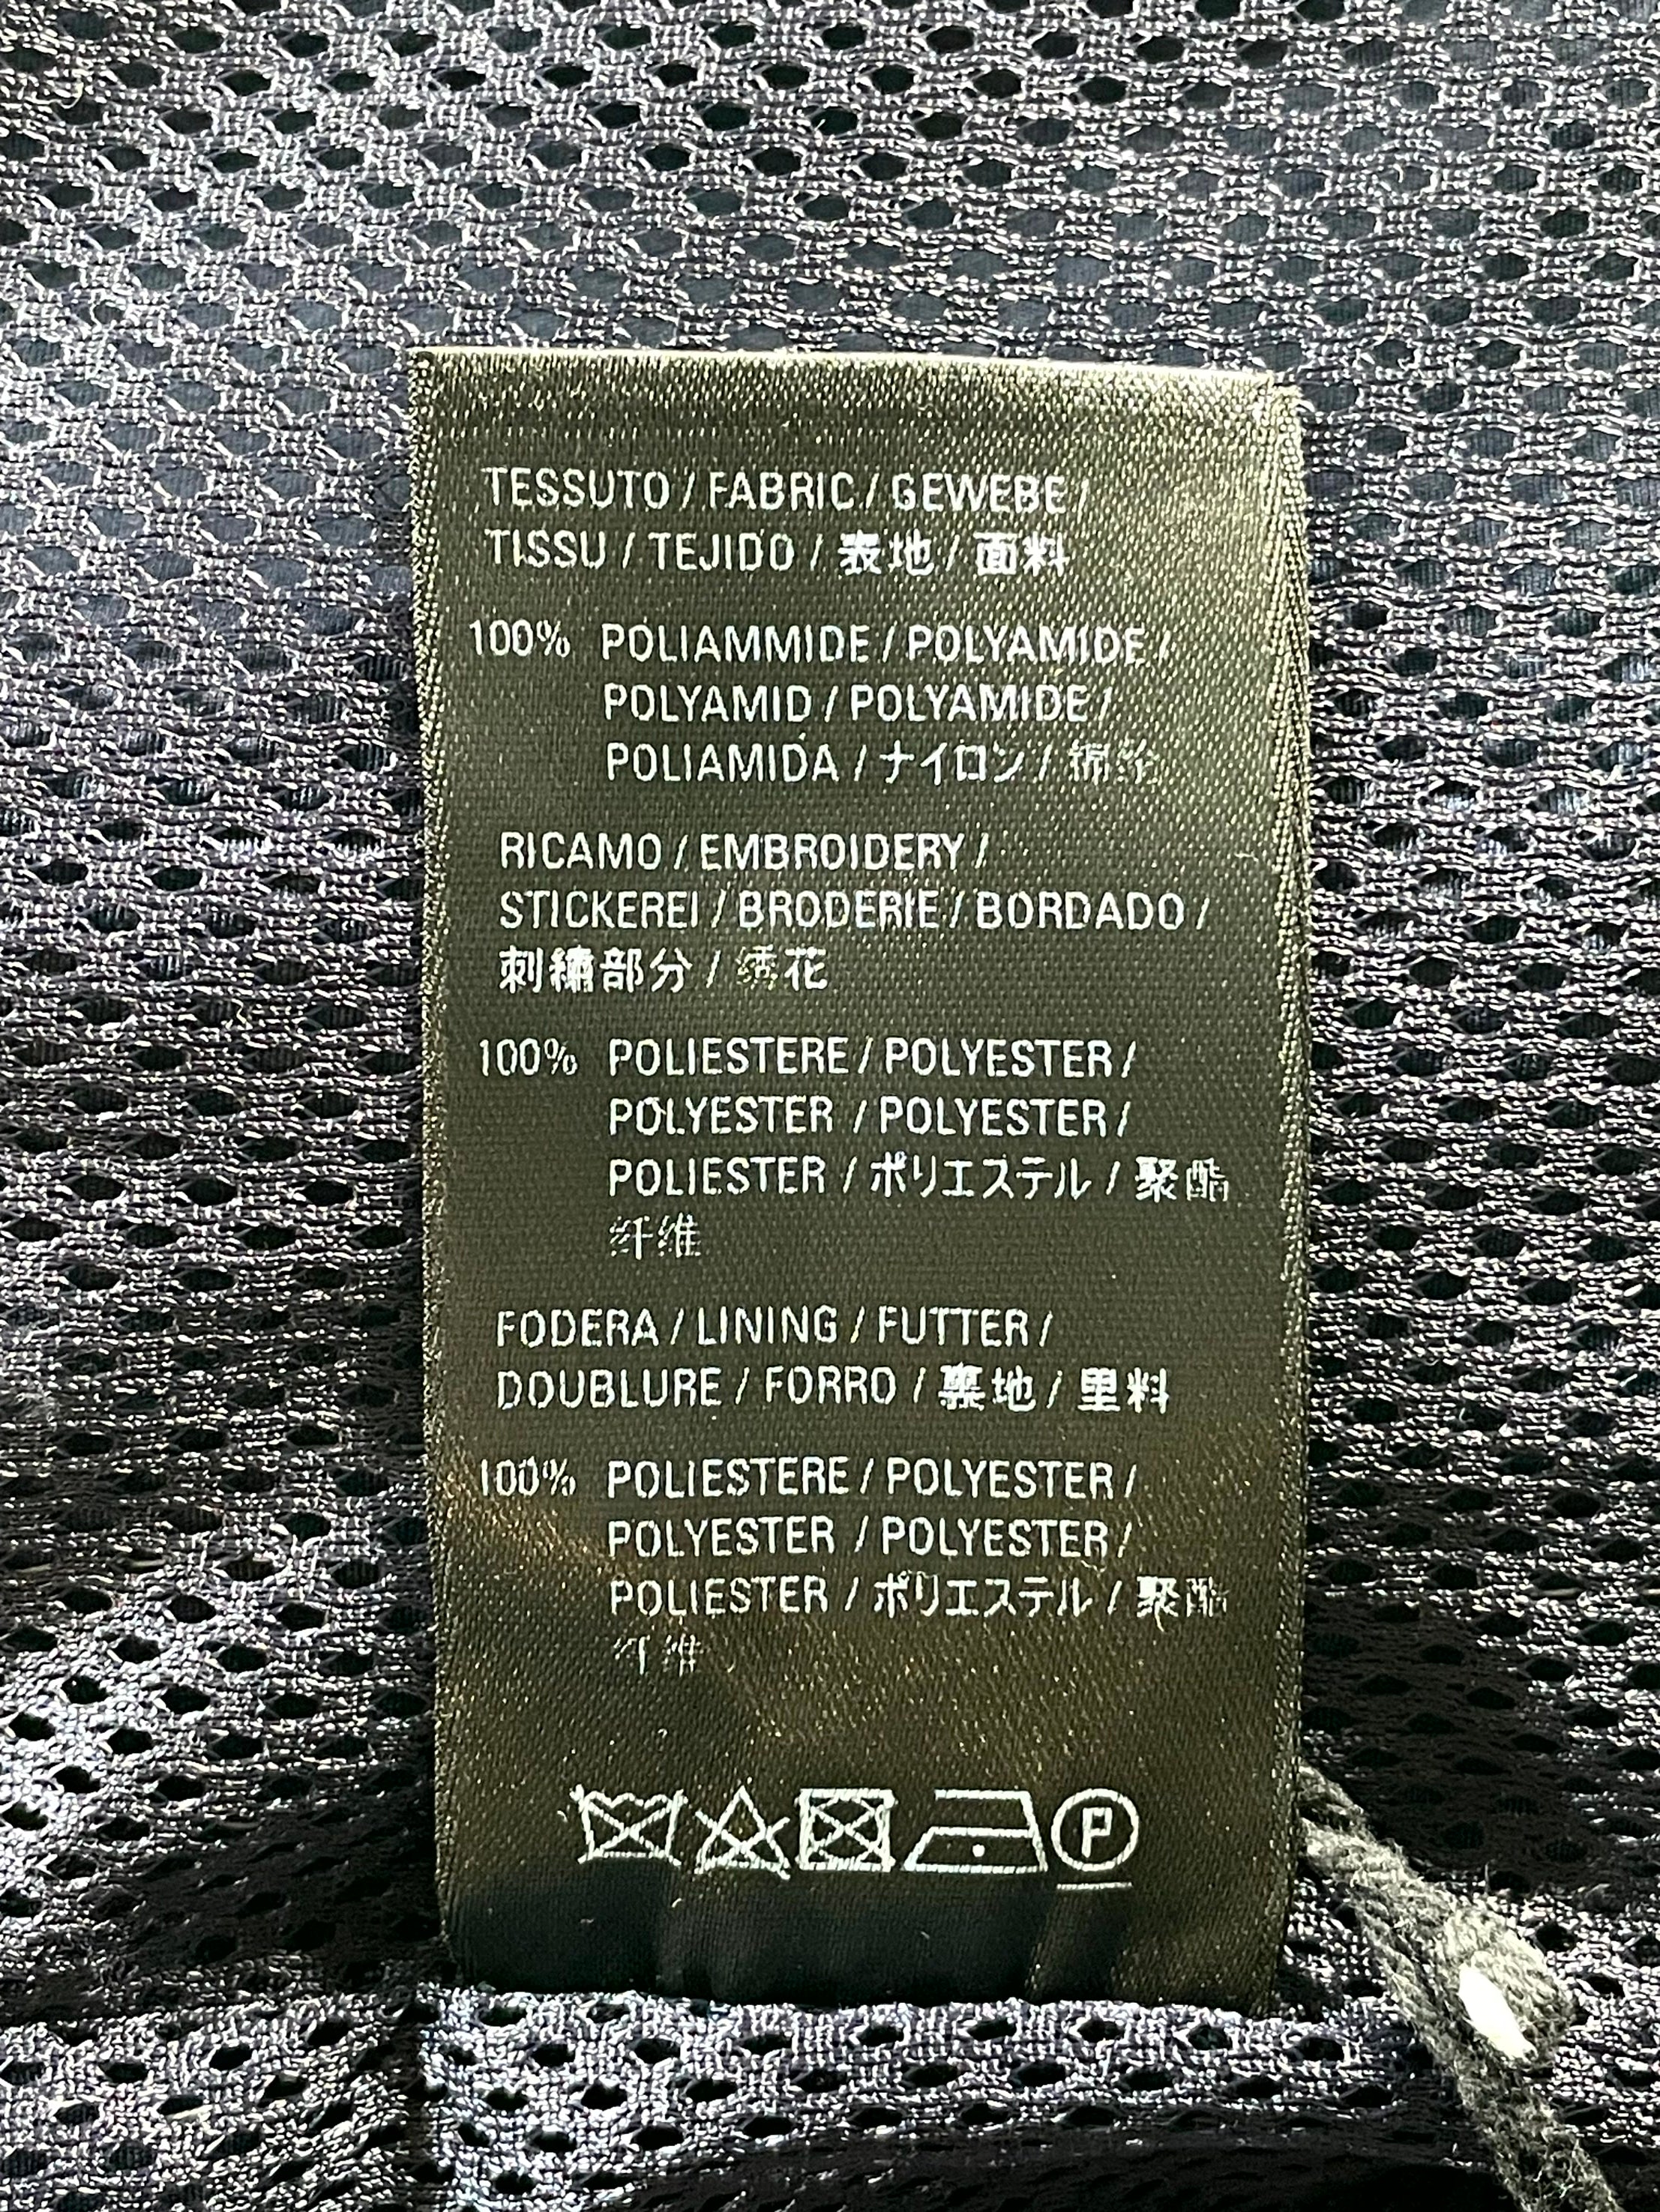 TESSUTO / FABRIC / GEWEBE /
TISSU / TEJIDO / 表地 / 面料
100% POLIAMMIDE / POLYAMIDE /
POLYAMID / POLYAMIDE /
POLIAMIDA / ナイロン / 锦纶
RICAMO / EMBROIDERY /
STICKEREI / BRODERIE / BORDADO /
刺繍部分 / 绣花
100% POLIESTERE / POLYESTER /
POLYESTER / POLYESTER /
POLIESTER / ポリエステル / 聚酯
纤维
FODERA / LINING / FUTTER /
DOUBLURE / FORRO / 裏地 / 里料
100% POLIESTERE / POLYESTER /
POLYESTER / POLYESTER /
POLIESTER / ポリエステル / 聚酯
纤维
P